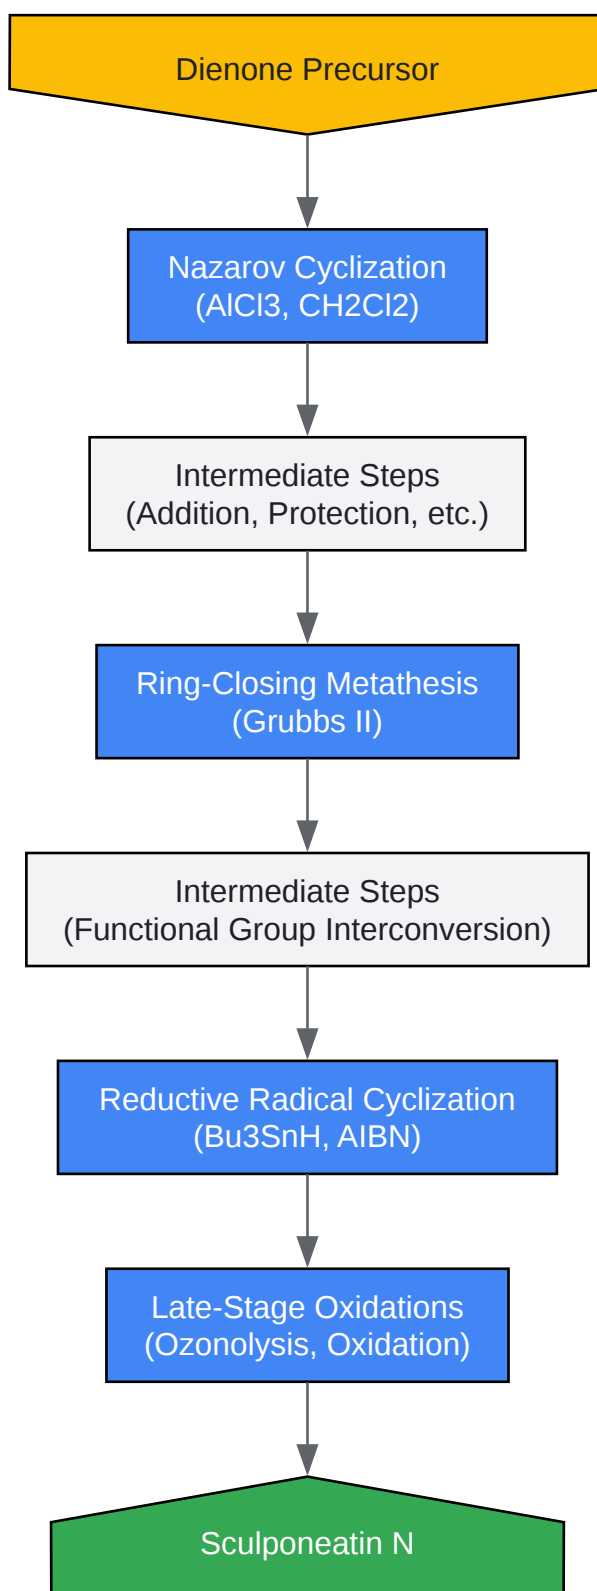 Dienone Precursor
Nazarov Cyclization
(AlCl3, CH2Cl2)
Intermediate Steps
(Addition, Protection, etc.)
Ring-Closing Metathesis
(Grubbs II)
Intermediate Steps
(Functional Group Interconversion)
Reductive Radical Cyclization
(Bu3SnH, AIBN)
Late-Stage Oxidations
(Ozonolysis, Oxidation)
Sculponeatin N